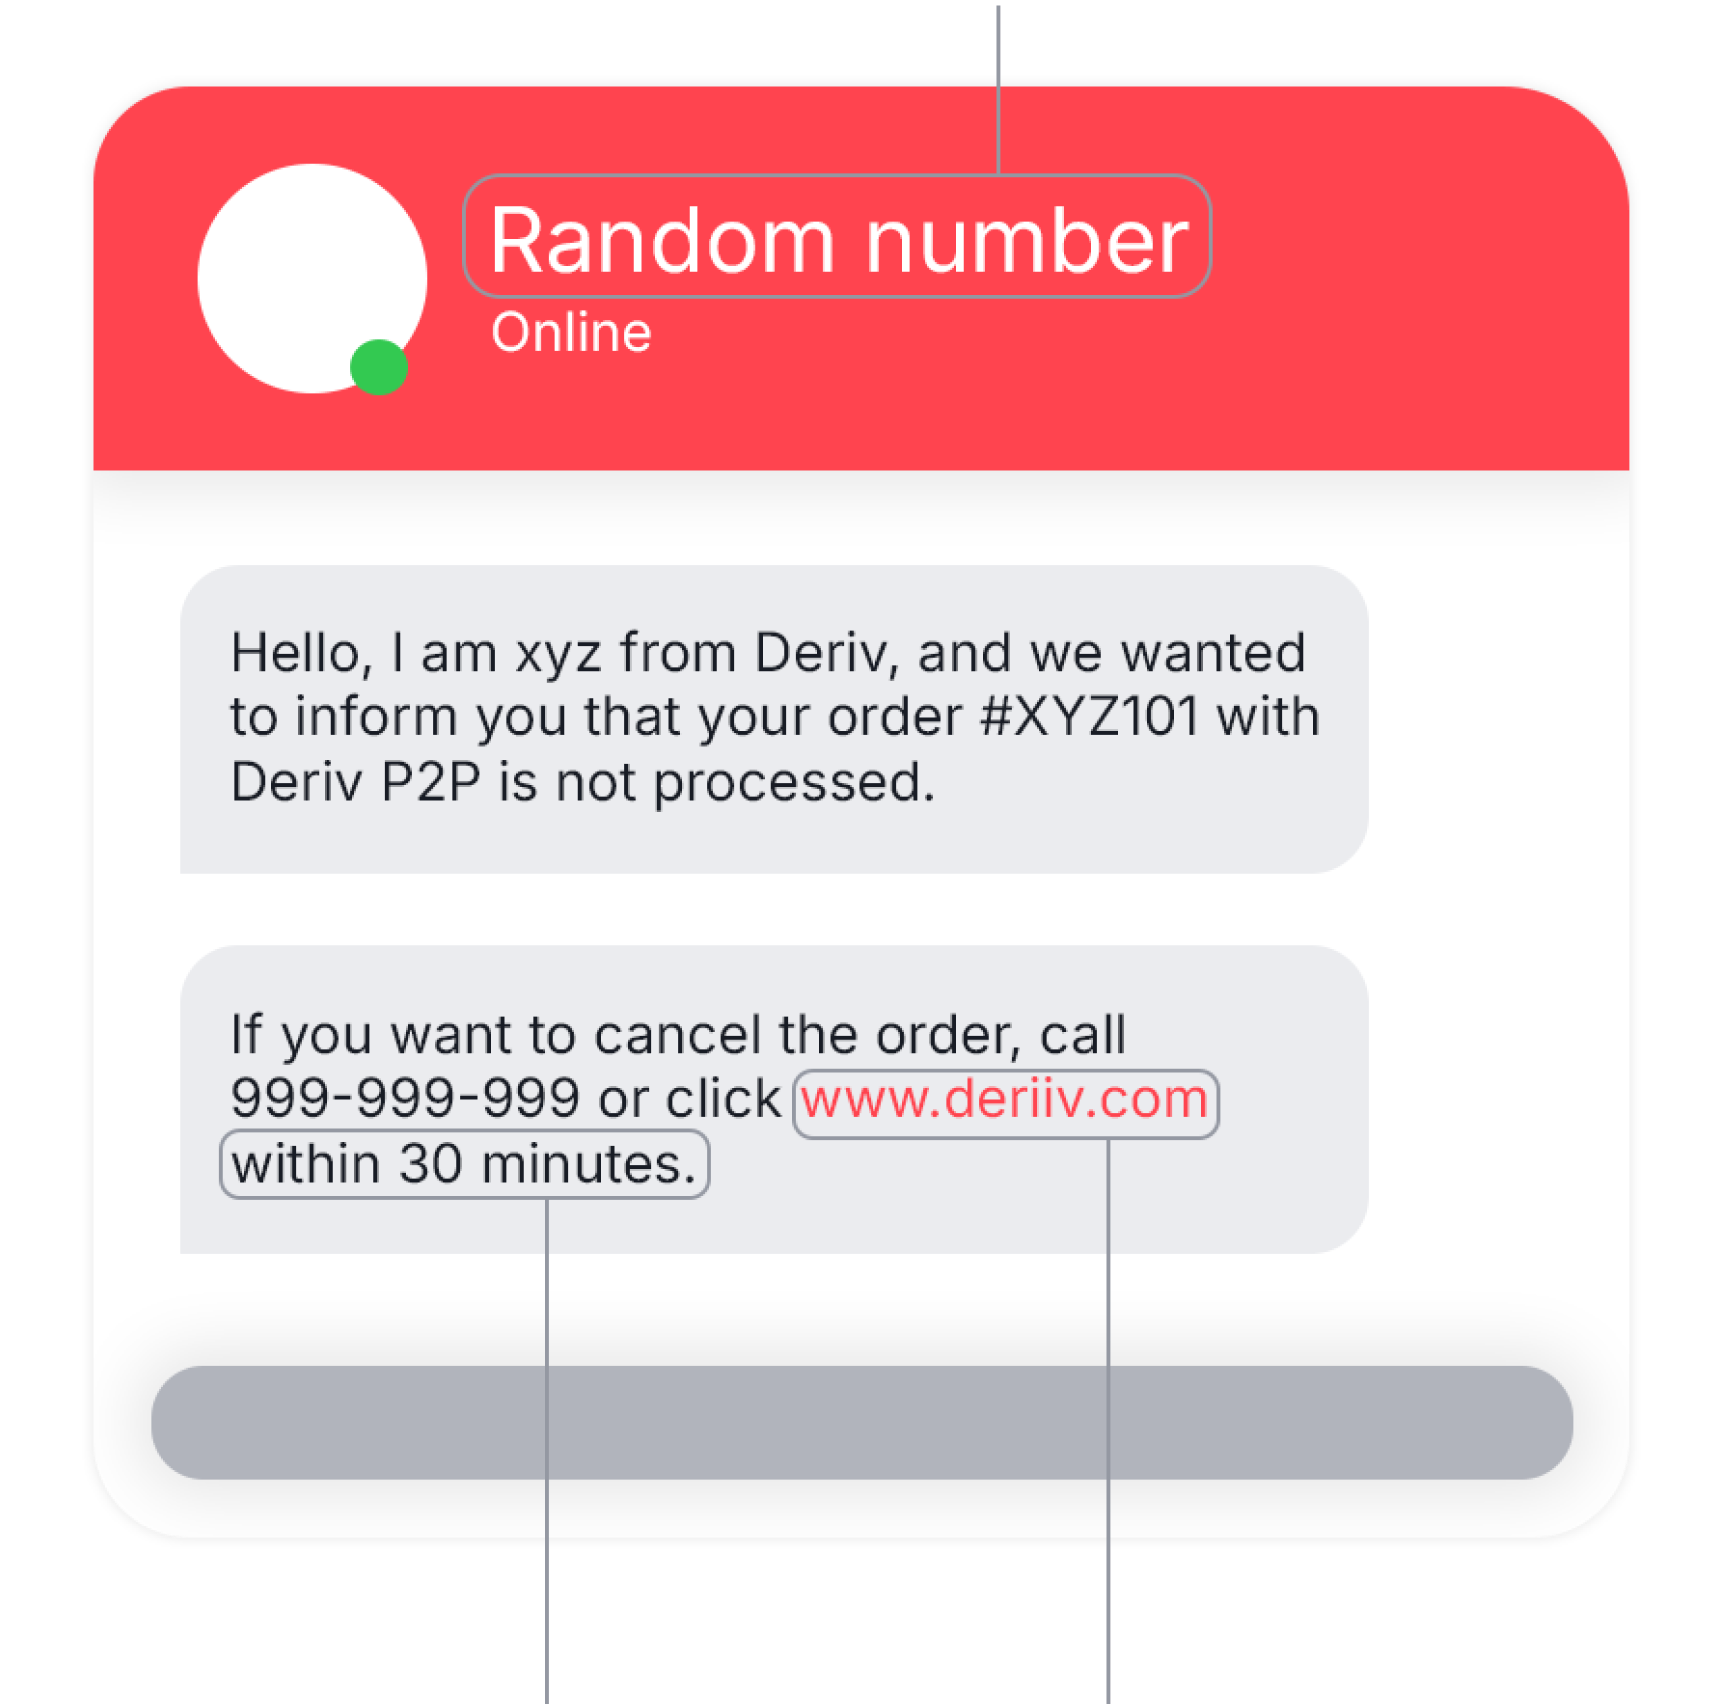 Random number
Online
Hello, I am xyz from Deriv, and we wanted
to inform you that your order #XYZ101 with
Deriv P2P is not processed.
If you want to cancel the order, call
999-999-999 or click www.deriiv.com
within 30 minutes.